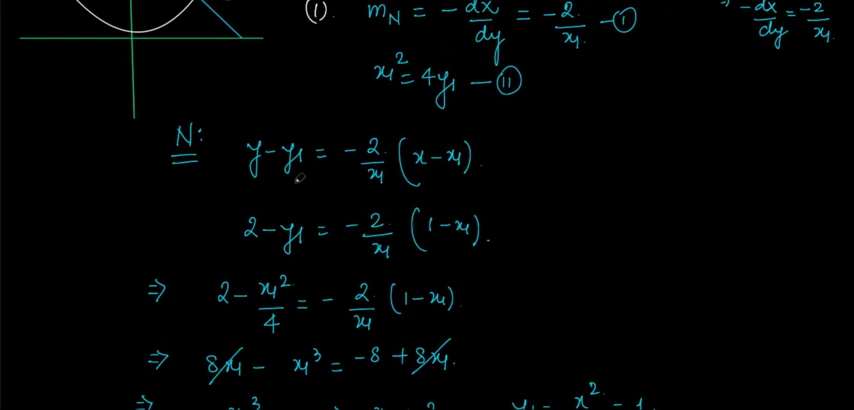 (I). m_N = - dx/dy = -2/x₁ — (I)
⇒ - dx/dy = -2/x₁
x₁² = 4y₁ — (II)
N: y - y₁ = - 2/x₁ (x - x₁).
2 - y₁ = - 2/x₁ (1 - x₁).
⇒ 2 - x₁²/4 = - 2/x₁ (1 - x₁).
⇒ 8x₁ - x₁³ = -8 + 8x₁.